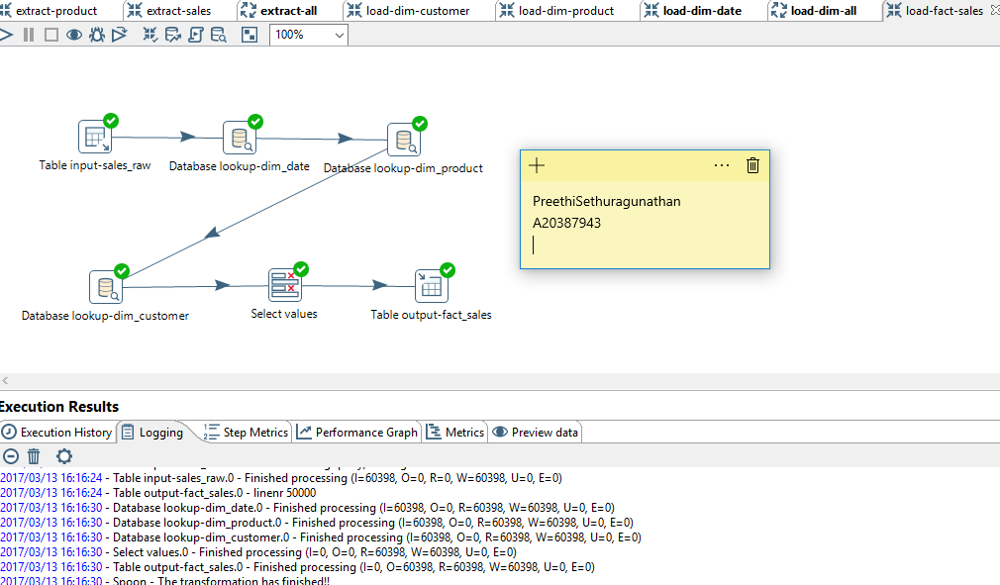 extract-product
extract-sales
extract-all
load-dim-customer
load-dim-product
load-dim-date
load-dim-all
load-fact-sales
100%
Table input-sales_raw
Database lookup-dim_date
Database lookup-dim_product
PreethiSethuragunathan
A20387943
Database lookup-dim_customer
Select values
Table output-fact_sales
Execution Results
Execution History
Logging
Step Metrics
Performance Graph
Metrics
Preview data
2017/03/13 16:16:24 - Table input-sales_raw.0 - Finished processing (I=60398, O=0, R=0, W=60398, U=0, E=0)
2017/03/13 16:16:24 - Table output-fact_sales.0 - linenr 50000
2017/03/13 16:16:30 - Database lookup-dim_date.0 - Finished processing (I=60398, O=0, R=60398, W=60398, U=0, E=0)
2017/03/13 16:16:30 - Database lookup-dim_product.0 - Finished processing (I=60398, O=0, R=60398, W=60398, U=0, E=0)
2017/03/13 16:16:30 - Database lookup-dim_customer.0 - Finished processing (I=60398, O=0, R=60398, W=60398, U=0, E=0)
2017/03/13 16:16:30 - Select values.0 - Finished processing (I=0, O=0, R=60398, W=60398, U=0, E=0)
2017/03/13 16:16:30 - Table output-fact_sales.0 - Finished processing (I=0, O=60398, R=60398, W=60398, U=0, E=0)
2017/03/13 16:16:30 - Spoon - The transformation has finished!!